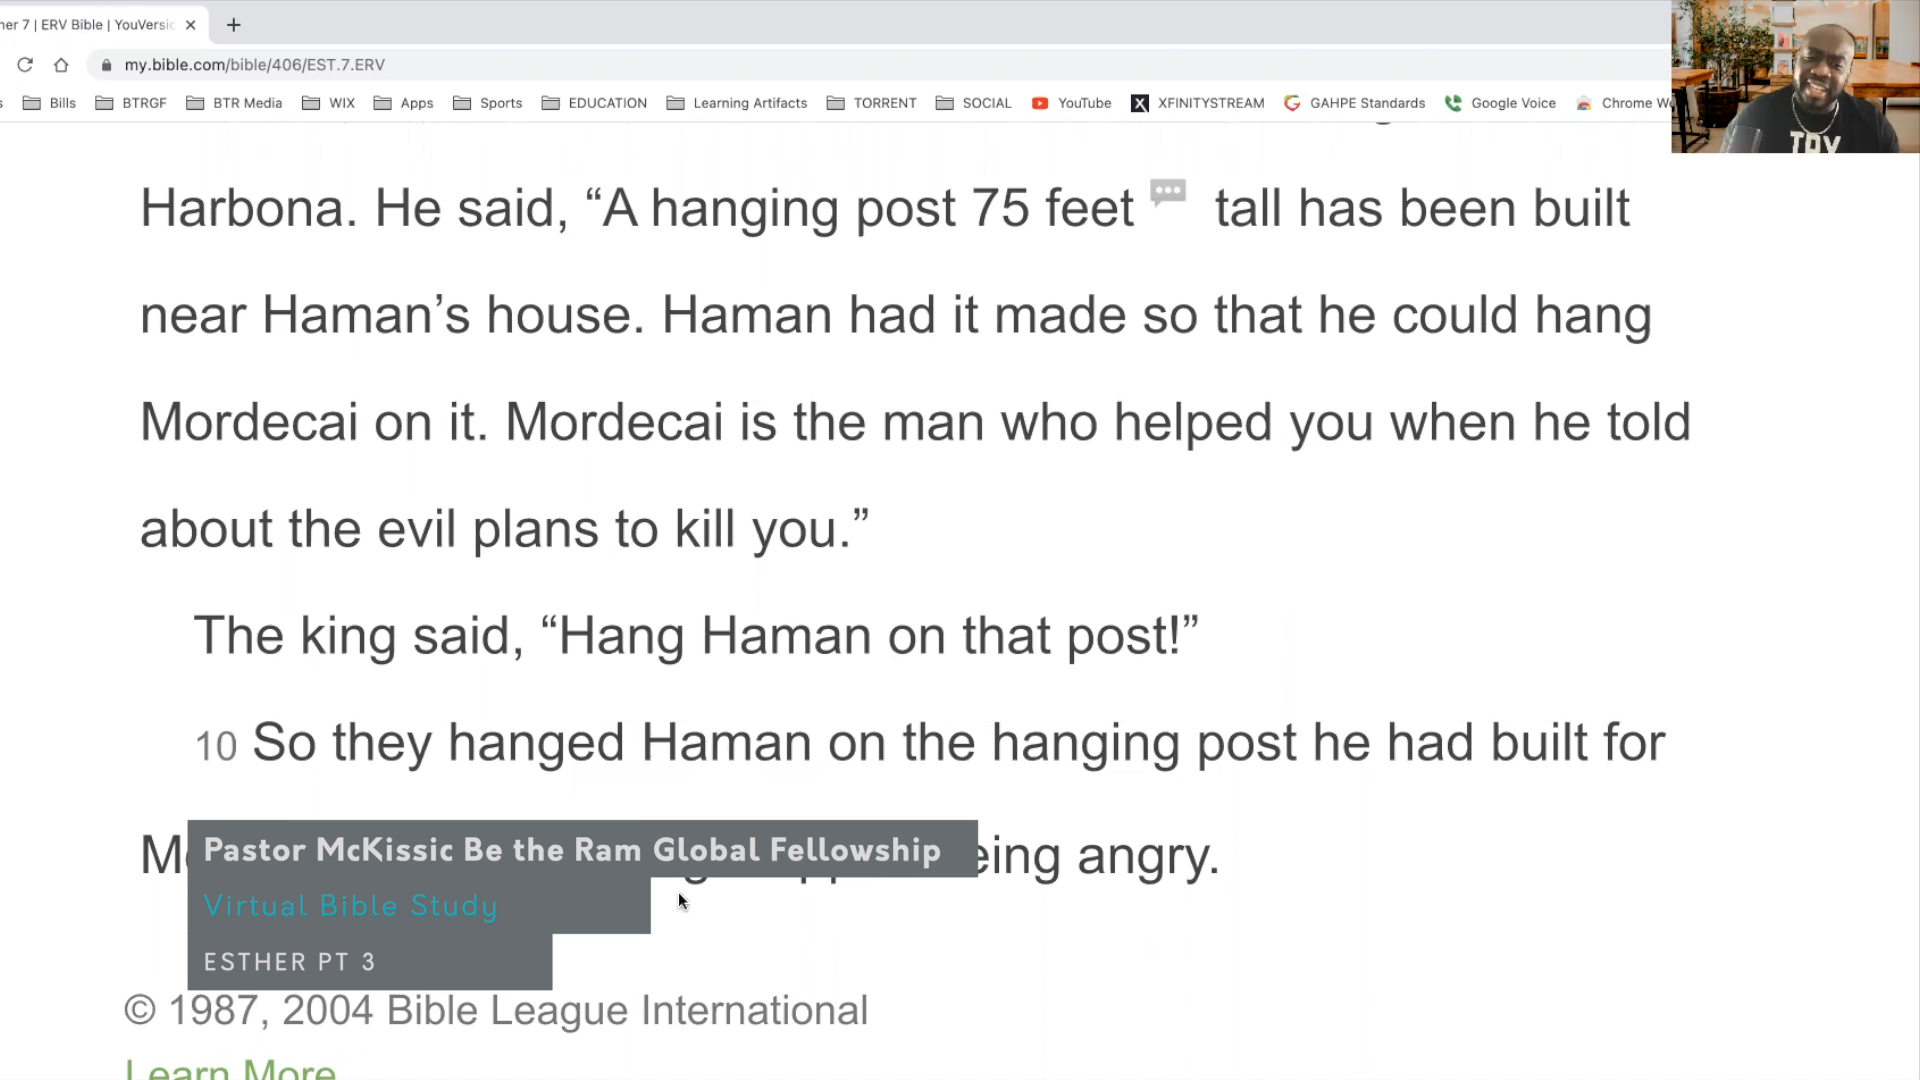 ner 7 | ERV Bible | YouVersic
my.bible.com/bible/406/EST.7.ERV
Bills BTRGF BTR Media WIX Apps Sports EDUCATION Learning Artifacts TORRENT SOCIAL YouTube XFINITYSTREAM GAHPE Standards Google Voice Chrome We
Harbona. He said, “A hanging post 75 feet tall has been built
near Haman’s house. Haman had it made so that he could hang
Mordecai on it. Mordecai is the man who helped you when he told
about the evil plans to kill you.”
The king said, “Hang Haman on that post!”
10 So they hanged Haman on the hanging post he had built for
eing angry.
Pastor McKissic Be the Ram Global Fellowship
Virtual Bible Study
ESTHER PT 3
© 1987, 2004 Bible League International
Learn More